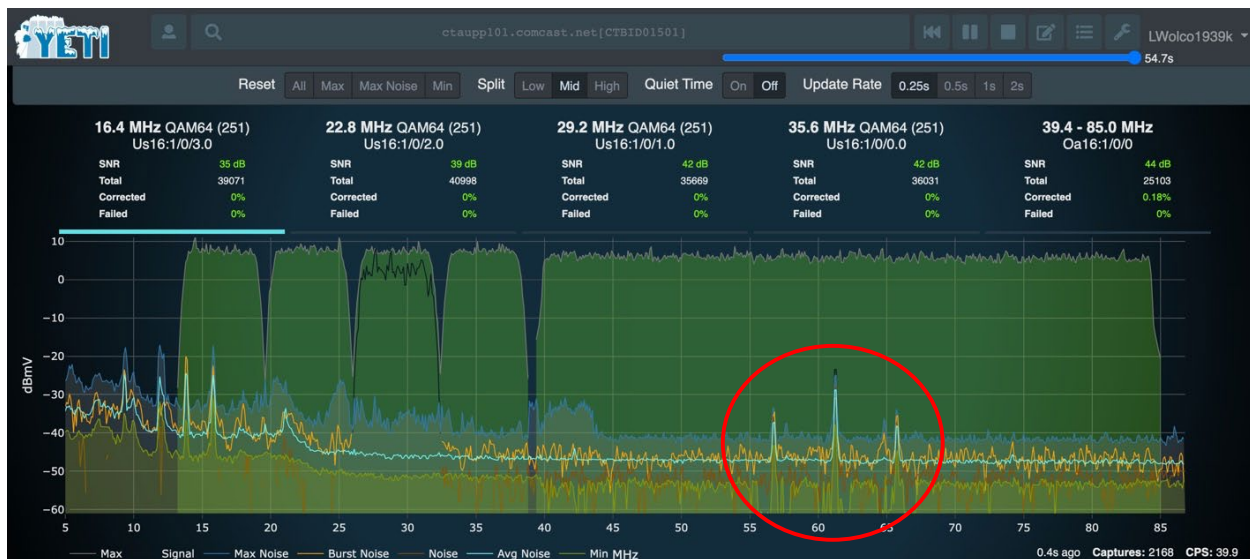 YETI
ctaupp101.comcast.net[CTBID01501]
LWolco1939k
54.7s
Reset All Max Max Noise Min Split Low Mid High Quiet Time On Off Update Rate 0.25s 0.5s 1s 2s
16.4 MHz QAM64 (251) 22.8 MHz QAM64 (251) 29.2 MHz QAM64 (251) 35.6 MHz QAM64 (251) 39.4 - 85.0 MHz
Us16:1/0/3.0 Us16:1/0/2.0 Us16:1/0/1.0 Us16:1/0/0.0 Oa16:1/0/0
SNR 35 dB SNR 39 dB SNR 42 dB SNR 42 dB SNR 44 dB
Total 39071 Total 40998 Total 35669 Total 36031 Total 25103
Corrected 0% Corrected 0% Corrected 0% Corrected 0% Corrected 0.18%
Failed 0% Failed 0% Failed 0% Failed 0% Failed 0%
10
0
−10
−20
−30
−40
−50
−60
dBmV
5 10 15 20 25 30 35 40 45 50 55 60 65 70 75 80 85
Max Signal Max Noise Burst Noise Noise Avg Noise Min MHz
0.4s ago Captures: 2168 CPS: 39.9